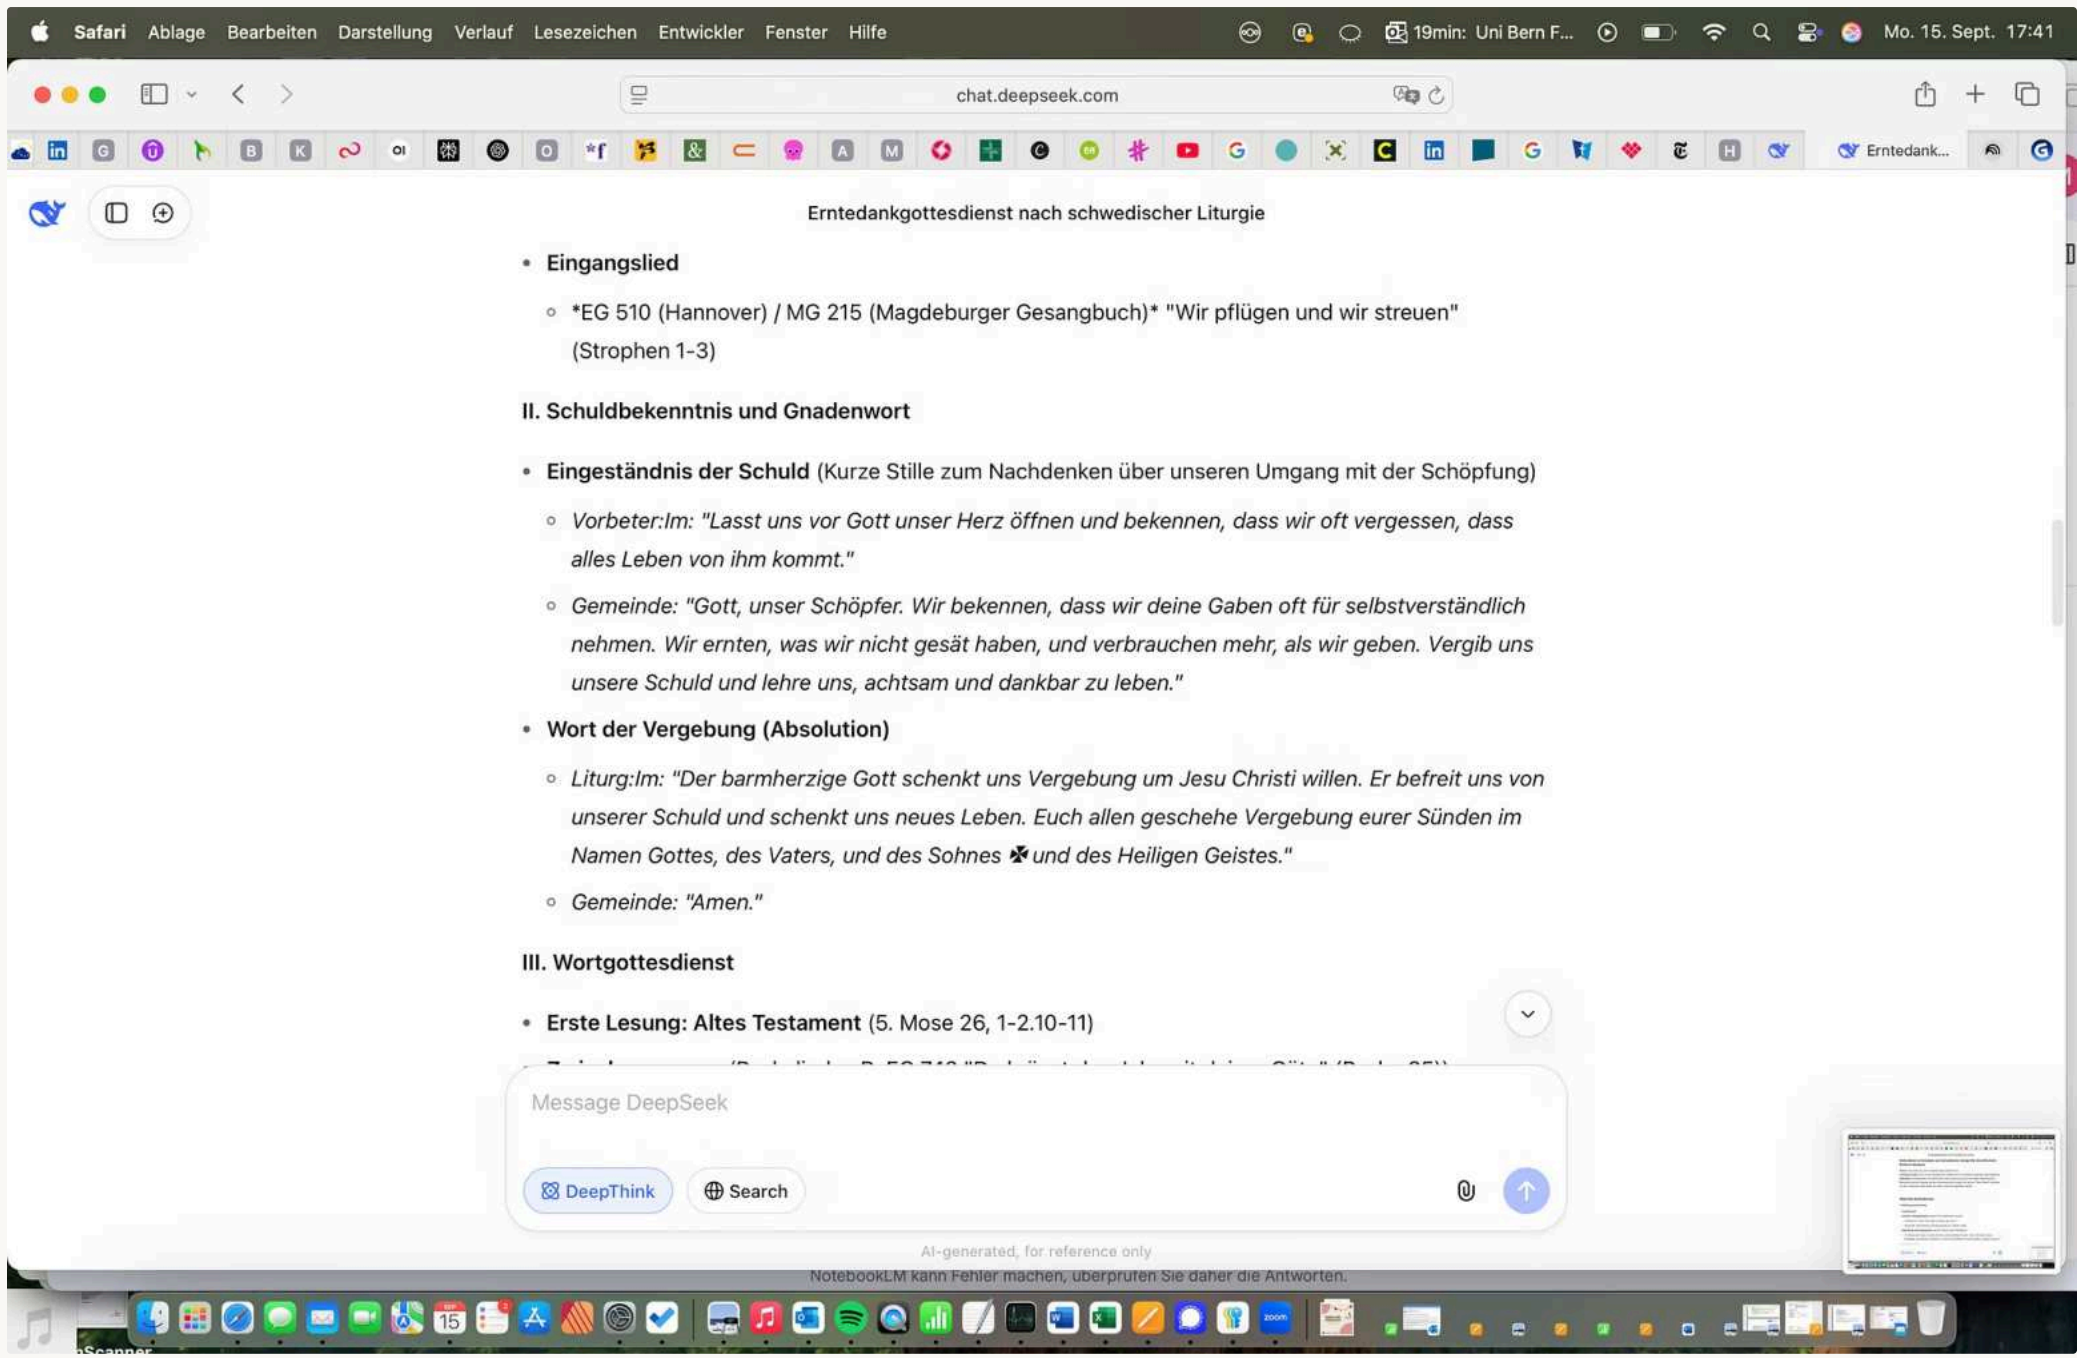 Safari Ablage Bearbeiten Darstellung Verlauf Lesezeichen Entwickler Fenster Hilfe 19min: Uni Bern F... Mo. 15. Sept. 17:41
chat.deepseek.com
Erntedank...
Erntedankgottesdienst nach schwedischer Liturgie
• Eingangslied
◦ *EG 510 (Hannover) / MG 215 (Magdeburger Gesangbuch)* "Wir pflügen und wir streuen"
(Strophen 1-3)
II. Schuldbekenntnis und Gnadenwort
• Eingeständnis der Schuld (Kurze Stille zum Nachdenken über unseren Umgang mit der Schöpfung)
◦ Vorbeter:Im: "Lasst uns vor Gott unser Herz öffnen und bekennen, dass wir oft vergessen, dass
alles Leben von ihm kommt."
◦ Gemeinde: "Gott, unser Schöpfer. Wir bekennen, dass wir deine Gaben oft für selbstverständlich
nehmen. Wir ernten, was wir nicht gesät haben, und verbrauchen mehr, als wir geben. Vergib uns
unsere Schuld und lehre uns, achtsam und dankbar zu leben."
• Wort der Vergebung (Absolution)
◦ Liturg:Im: "Der barmherzige Gott schenkt uns Vergebung um Jesu Christi willen. Er befreit uns von
unserer Schuld und schenkt uns neues Leben. Euch allen geschehe Vergebung eurer Sünden im
Namen Gottes, des Vaters, und des Sohnes ✠ und des Heiligen Geistes."
◦ Gemeinde: "Amen."
III. Wortgottesdienst
• Erste Lesung: Altes Testament (5. Mose 26, 1-2.10-11)
Message DeepSeek
DeepThink Search
AI-generated, for reference only
NotebookLM kann Fehler machen, überprüfen Sie daher die Antworten.
15
zoom